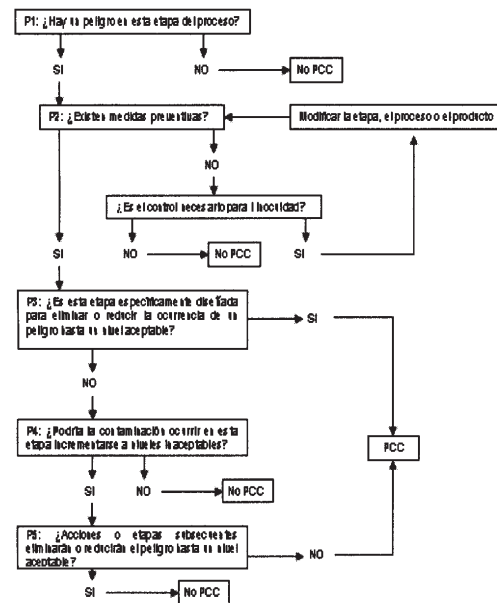 P1: ¿Hay un peligro en esta etapa del proceso?
SI
NO
No PCC
P2: ¿Existen medidas preventivas?
Modificar la etapa, el proceso o el producto
NO
¿Es el control necesario para l inocuidad?
SI
NO
No PCC
SI
P3: ¿Es esta etapa específicamente diseñada
para eliminar o reducir la ocurrencia de un
peligro hasta un nivel aceptable?
SI
NO
P4: ¿Podría la contaminación ocurrir en esta
etapa incrementarse a niveles inaceptables?
PCC
SI
NO
No PCC
P5: ¿Acciones o etapas subsecuentes
eliminarán o reducirán el peligro hasta un nivel
aceptable?
NO
SI
No PCC